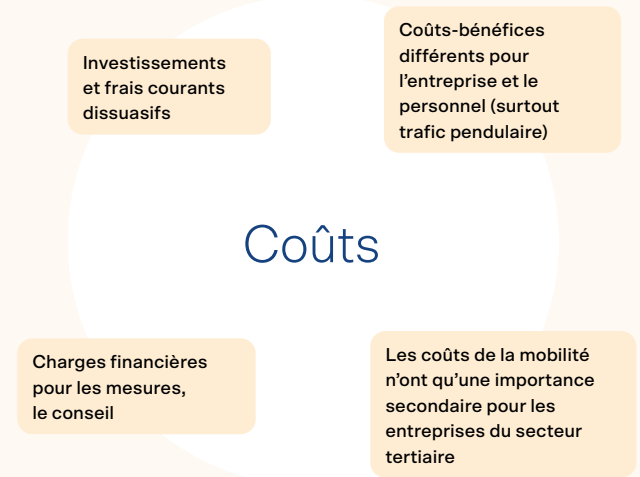 Investissements
et frais courants
dissuasifs
Coûts-bénéfices
différents pour
l’entreprise et le
personnel (surtout
trafic pendulaire)
Coûts
Charges financières
pour les mesures,
le conseil
Les coûts de la mobilité
n’ont qu’une importance
secondaire pour les
entreprises du secteur
tertiaire